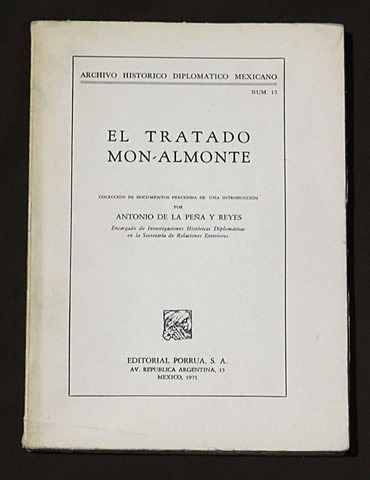 ARCHIVO HISTORICO DIPLOMATICO MEXICANO
NUM. 13
EL TRATADO
MON-ALMONTE
COLECCIÓN DE DOCUMENTOS PRECEDIDA DE UNA INTRODUCCIÓN
POR
ANTONIO DE LA PEÑA Y REYES
Encargado de Investigaciones Históricas Diplomáticas
en la Secretaría de Relaciones Exteriores
EDITORIAL PORRUA, S. A.
AV. REPUBLICA ARGENTINA, 15
MEXICO, 1971